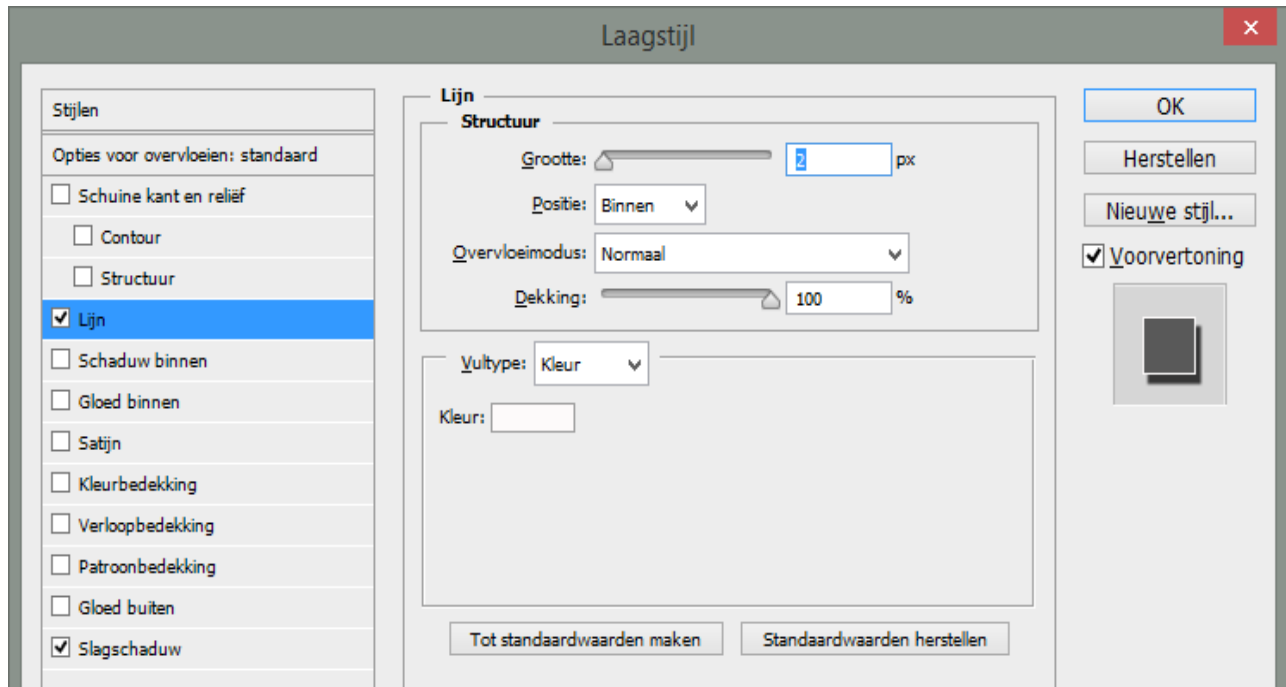 Laagstijl
Stijlen
Opties voor overvloeien: standaard
Schuine kant en reliëf
Contour
Structuur
Lijn
Schaduw binnen
Gloed binnen
Satijn
Kleurbedekking
Verloopbedekking
Patroonbedekking
Gloed buiten
Slagschaduw
Lijn
Structuur
Grootte: 2 px
Positie: Binnen
Overvloeimodus: Normaal
Dekking: 100 %
Vultype: Kleur
Kleur:
Tot standaardwaarden maken Standaardwaarden herstellen
OK
Herstellen
Nieuwe stijl...
Voorvertoning